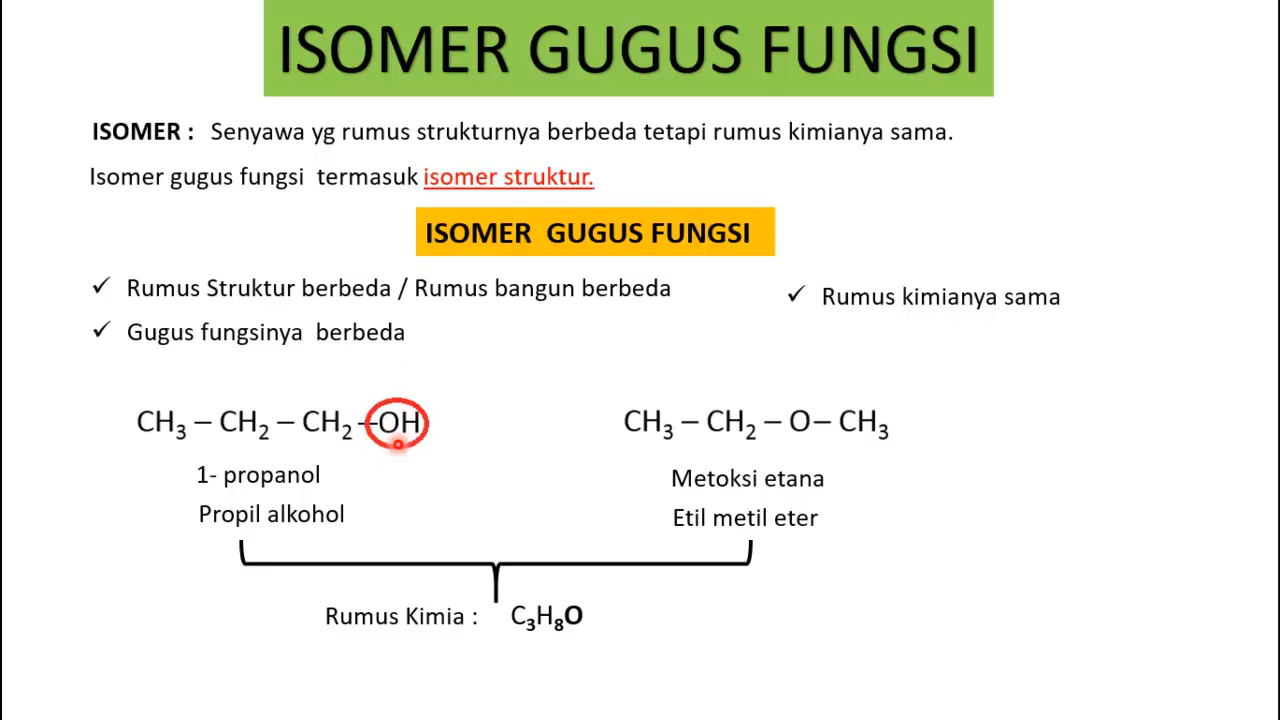 ISOMER GUGUS FUNGSI
ISOMER : Senyawa yg rumus strukturnya berbeda tetapi rumus kimianya sama.
Isomer gugus fungsi termasuk isomer struktur.
ISOMER GUGUS FUNGSI
✓ Rumus Struktur berbeda / Rumus bangun berbeda
✓ Rumus kimianya sama
✓ Gugus fungsinya berbeda
CH₃ – CH₂ – CH₂ – OH
1- propanol
Propil alkohol
CH₃ – CH₂ – O – CH₃
Metoksi etana
Etil metil eter
Rumus Kimia : C₃H₈O